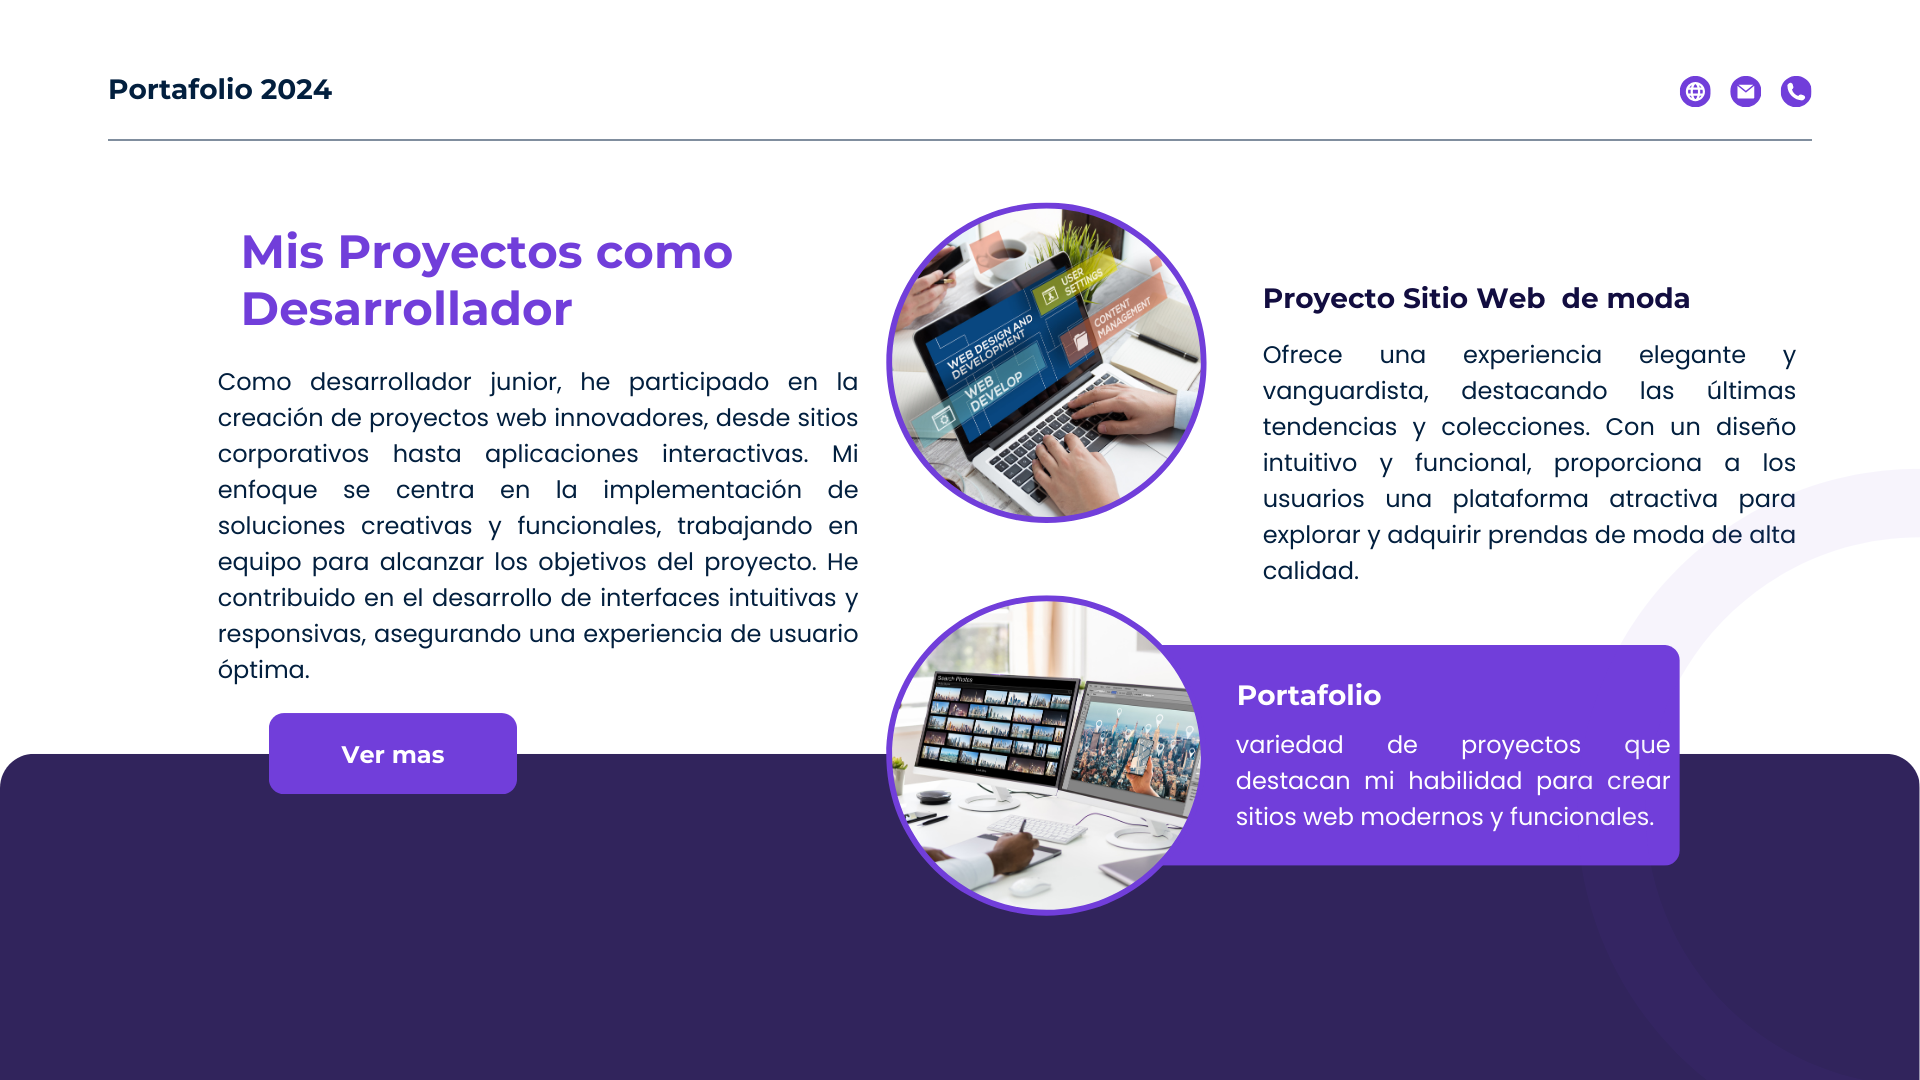 Portafolio 2024
Mis Proyectos como
Desarrollador
Como desarrollador junior, he participado en la
creación de proyectos web innovadores, desde sitios
corporativos hasta aplicaciones interactivas. Mi
enfoque se centra en la implementación de
soluciones creativas y funcionales, trabajando en
equipo para alcanzar los objetivos del proyecto. He
contribuido en el desarrollo de interfaces intuitivas y
responsivas, asegurando una experiencia de usuario
óptima.
Ver mas
USER
SETTINGS
CONTENT
MANAGEMENT
WEB DESIGN AND
DEVELOPMENT
WEB
DEVELOP
Proyecto Sitio Web  de moda
Ofrece una experiencia elegante y
vanguardista, destacando las últimas
tendencias y colecciones. Con un diseño
intuitivo y funcional, proporciona a los
usuarios una plataforma atractiva para
explorar y adquirir prendas de moda de alta
calidad.
Search Photos
Portafolio
variedad de proyectos que
destacan mi habilidad para crear
sitios web modernos y funcionales.